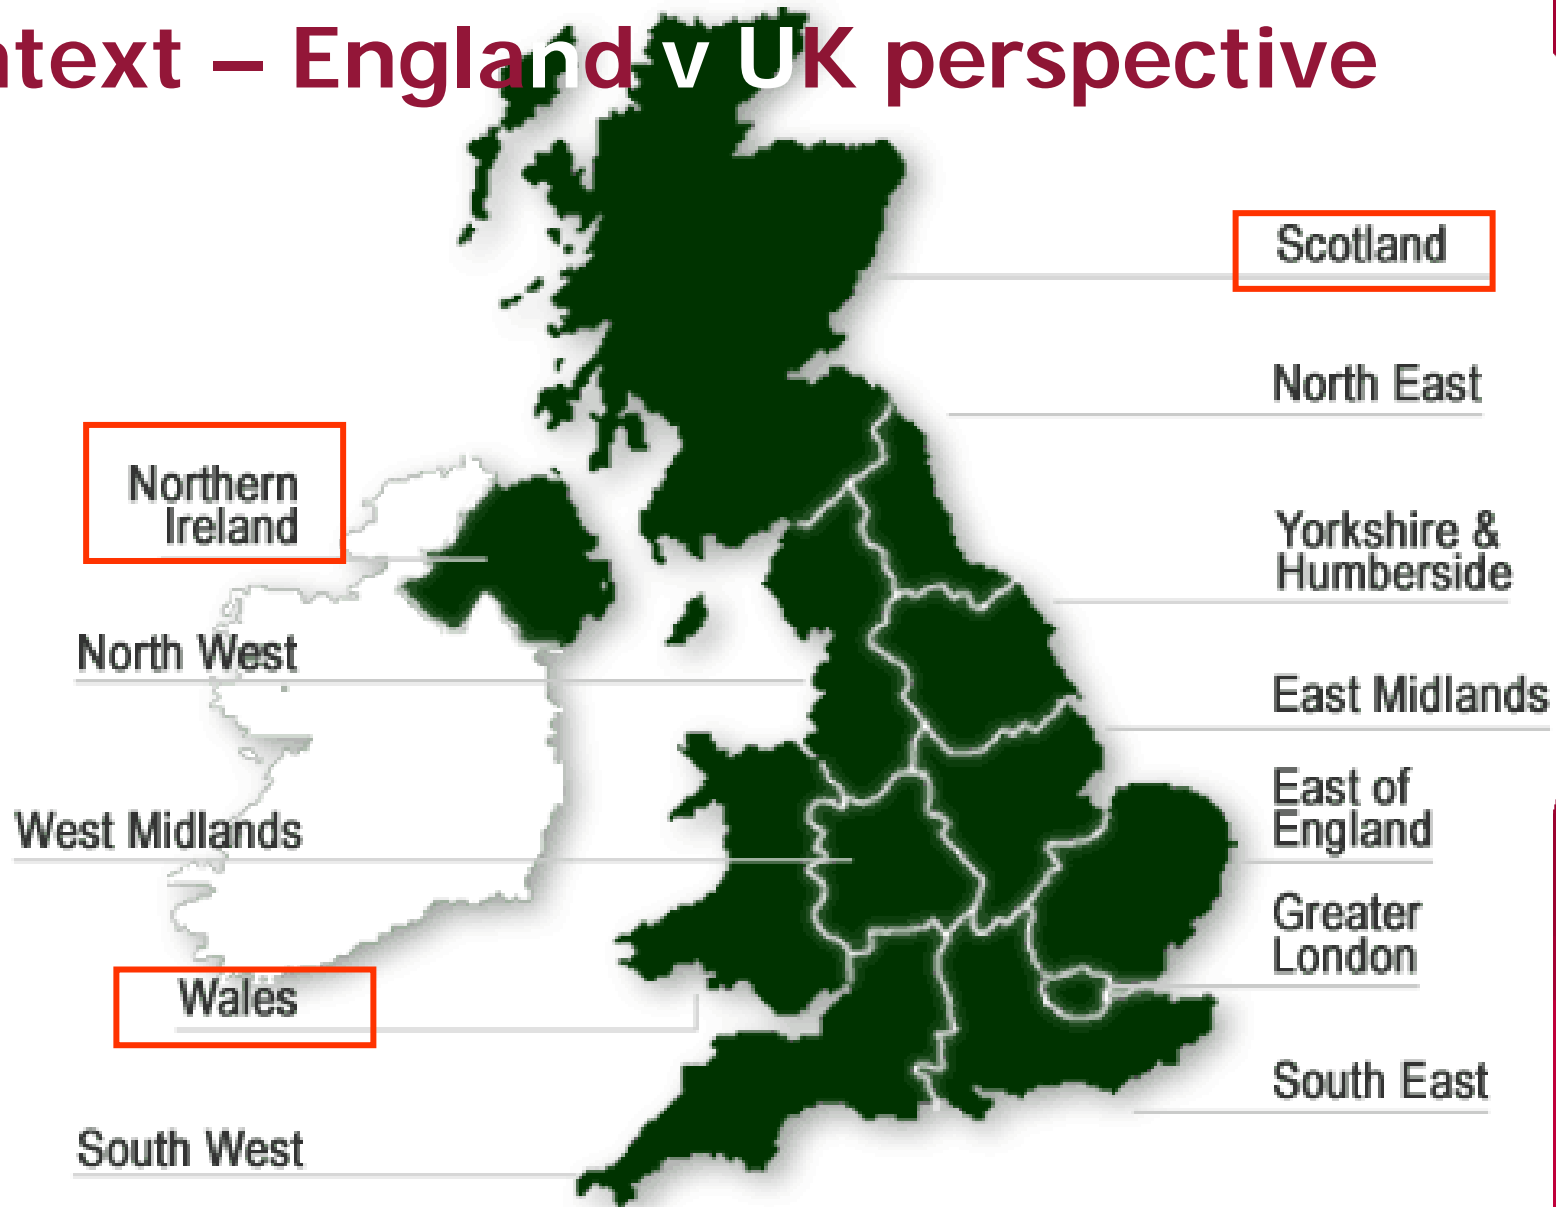 ntext – England v UK perspective
Scotland
North East
Northern
Ireland
Yorkshire &
Humberside
North West
East Midlands
East of
England
West Midlands
Greater
London
Wales
South East
South West